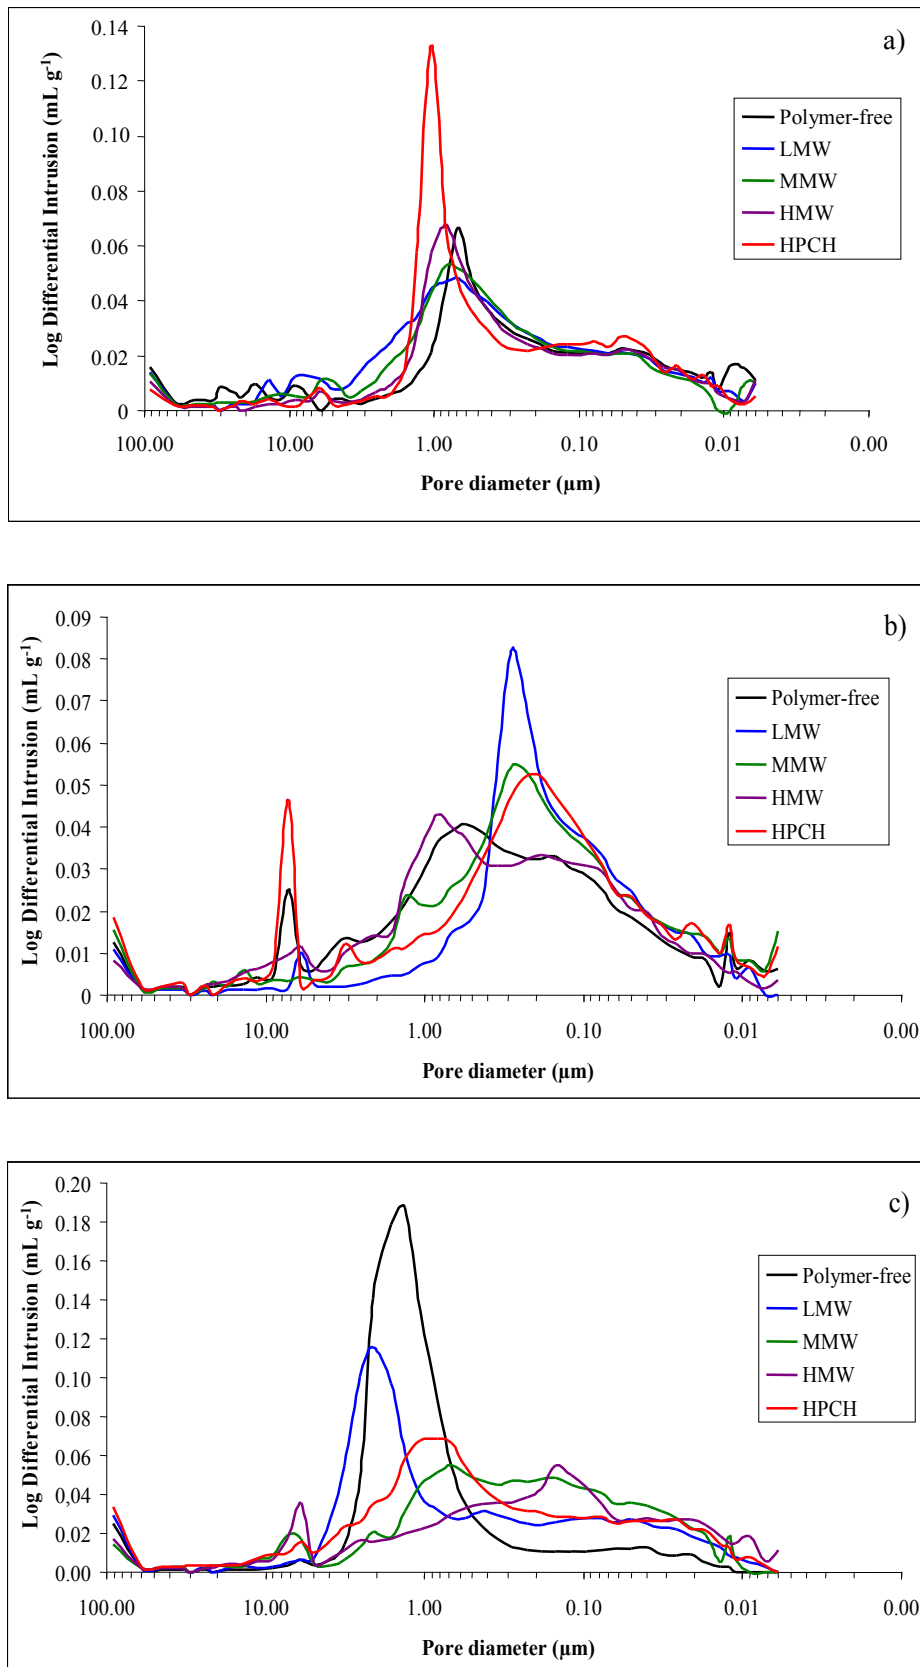 a)
Log Differential Intrusion (mL g⁻¹)
0.14
0.12
0.10
0.08
0.06
0.04
0.02
0
Polymer-free
LMW
MMW
HMW
HPCH
100.00 10.00 1.00 0.10 0.01 0.00
Pore diameter (µm)
b)
Log Differential Intrusion (mL g⁻¹)
0.09
0.08
0.07
0.06
0.05
0.04
0.03
0.02
0.01
0
Polymer-free
LMW
MMW
HMW
HPCH
100.00 10.00 1.00 0.10 0.01 0.00
Pore diameter (µm)
c)
Log Differential Intrusion (mL g⁻¹)
0.20
0.18
0.16
0.14
0.12
0.10
0.08
0.06
0,04
0.02
0.00
Polymer-free
LMW
MMW
HMW
HPCH
100.00 10.00 1.00 0.10 0.01 0.00
Pore diameter (µm)